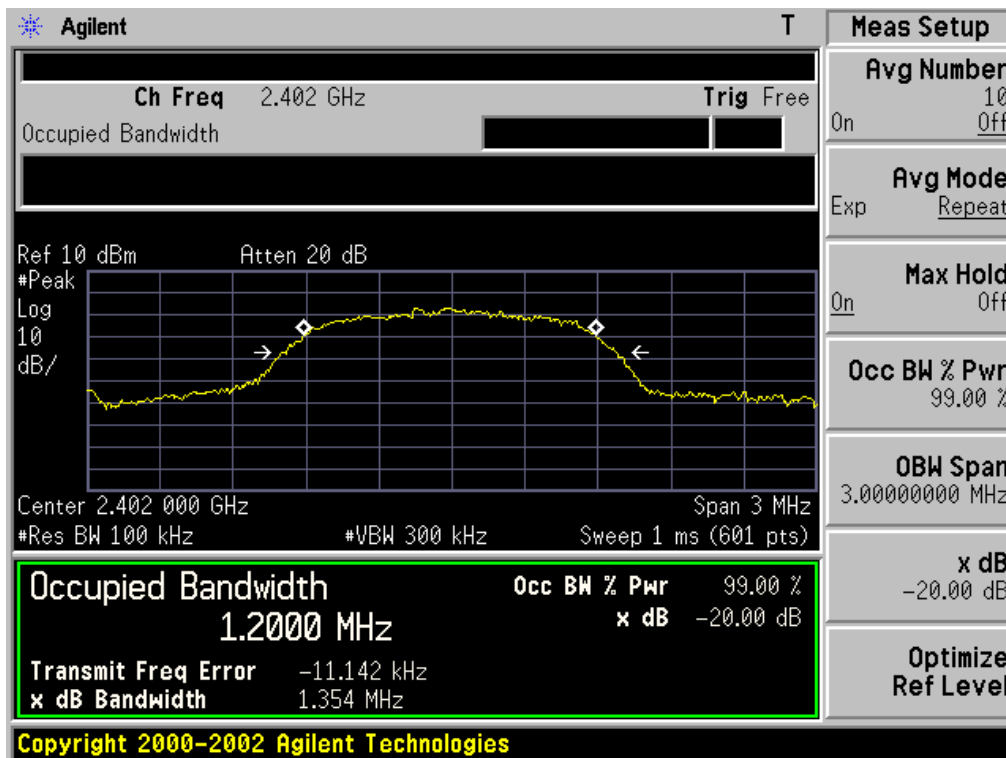 Agilent T
Ch Freq 2.402 GHz Trig Free
Occupied Bandwidth
Ref 10 dBm Atten 20 dB
#Peak
Log
10
dB/
Center 2.402 000 GHz Span 3 MHz
#Res BW 100 kHz #VBW 300 kHz Sweep 1 ms (601 pts)
Occupied Bandwidth Occ BW % Pwr 99.00 %
1.2000 MHz x dB -20.00 dB
Transmit Freq Error -11.142 kHz
x dB Bandwidth 1.354 MHz
Copyright 2000-2002 Agilent Technologies
Meas Setup
Avg Number
10
On Off
Avg Mode
Exp Repeat
Max Hold
On Off
Occ BW % Pwr
99.00 %
OBW Span
3.00000000 MHz
x dB
-20.00 dB
Optimize
Ref Level